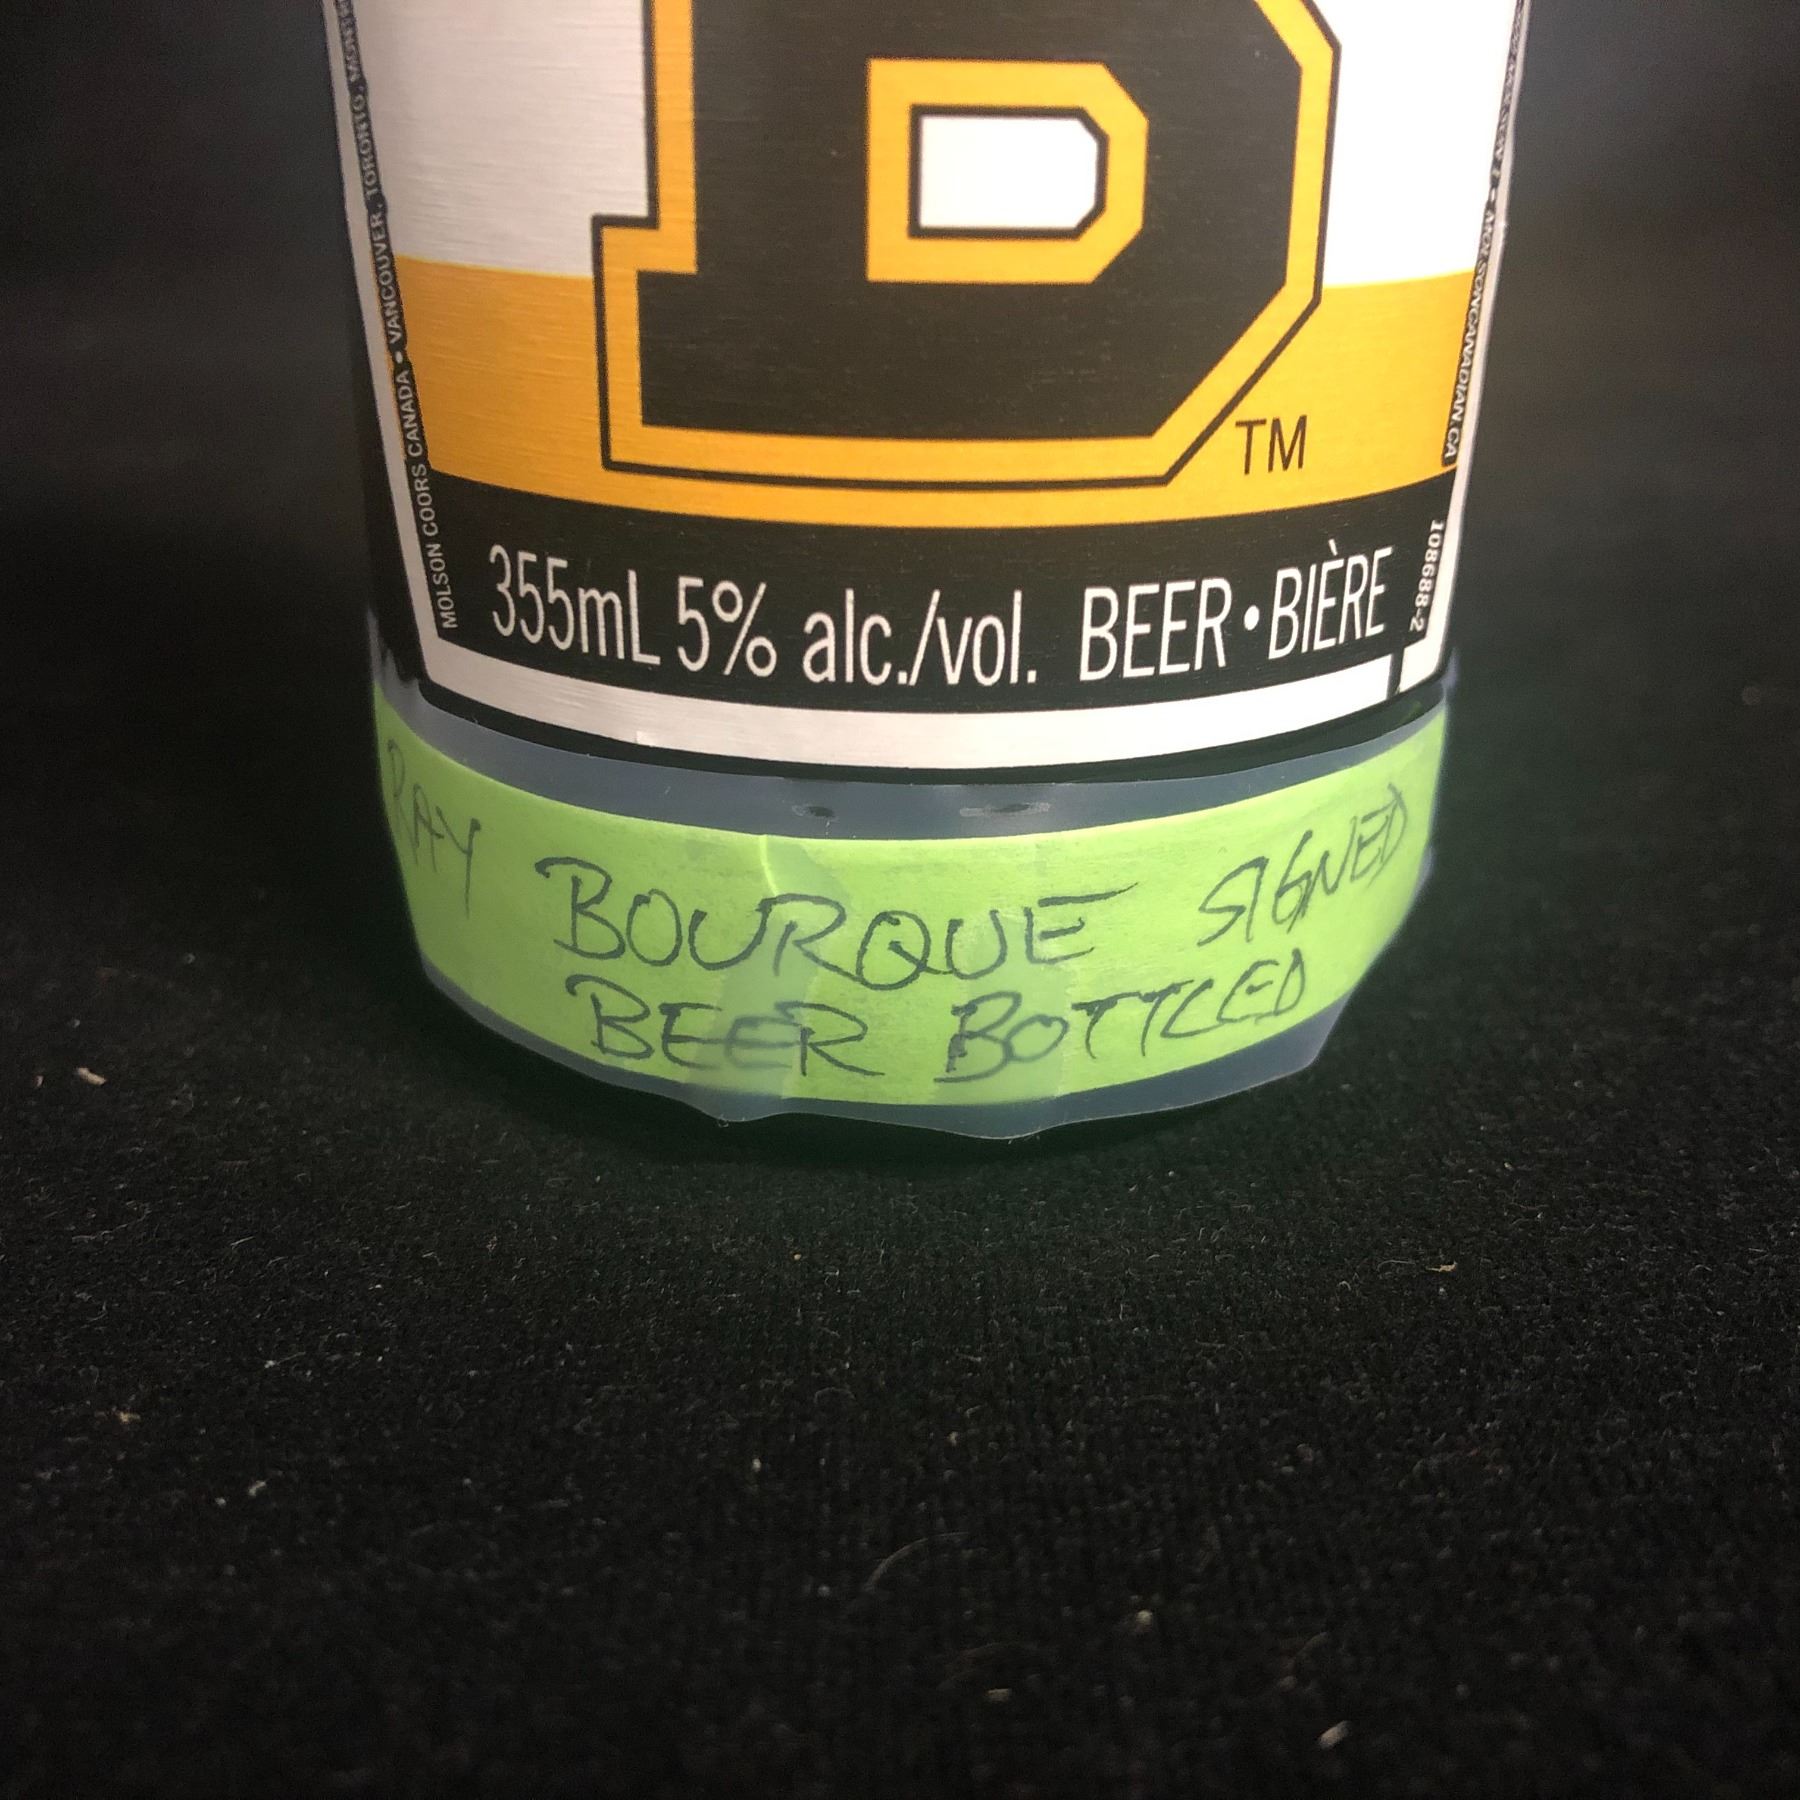 B
TM
355mL 5% alc./vol. BEER•BIÈRE
MOLSON COORS CANADA • VANCOUVER, TORONTO,
108688-2
RAY BOURQUE SIGNED
BEER BOTTLED